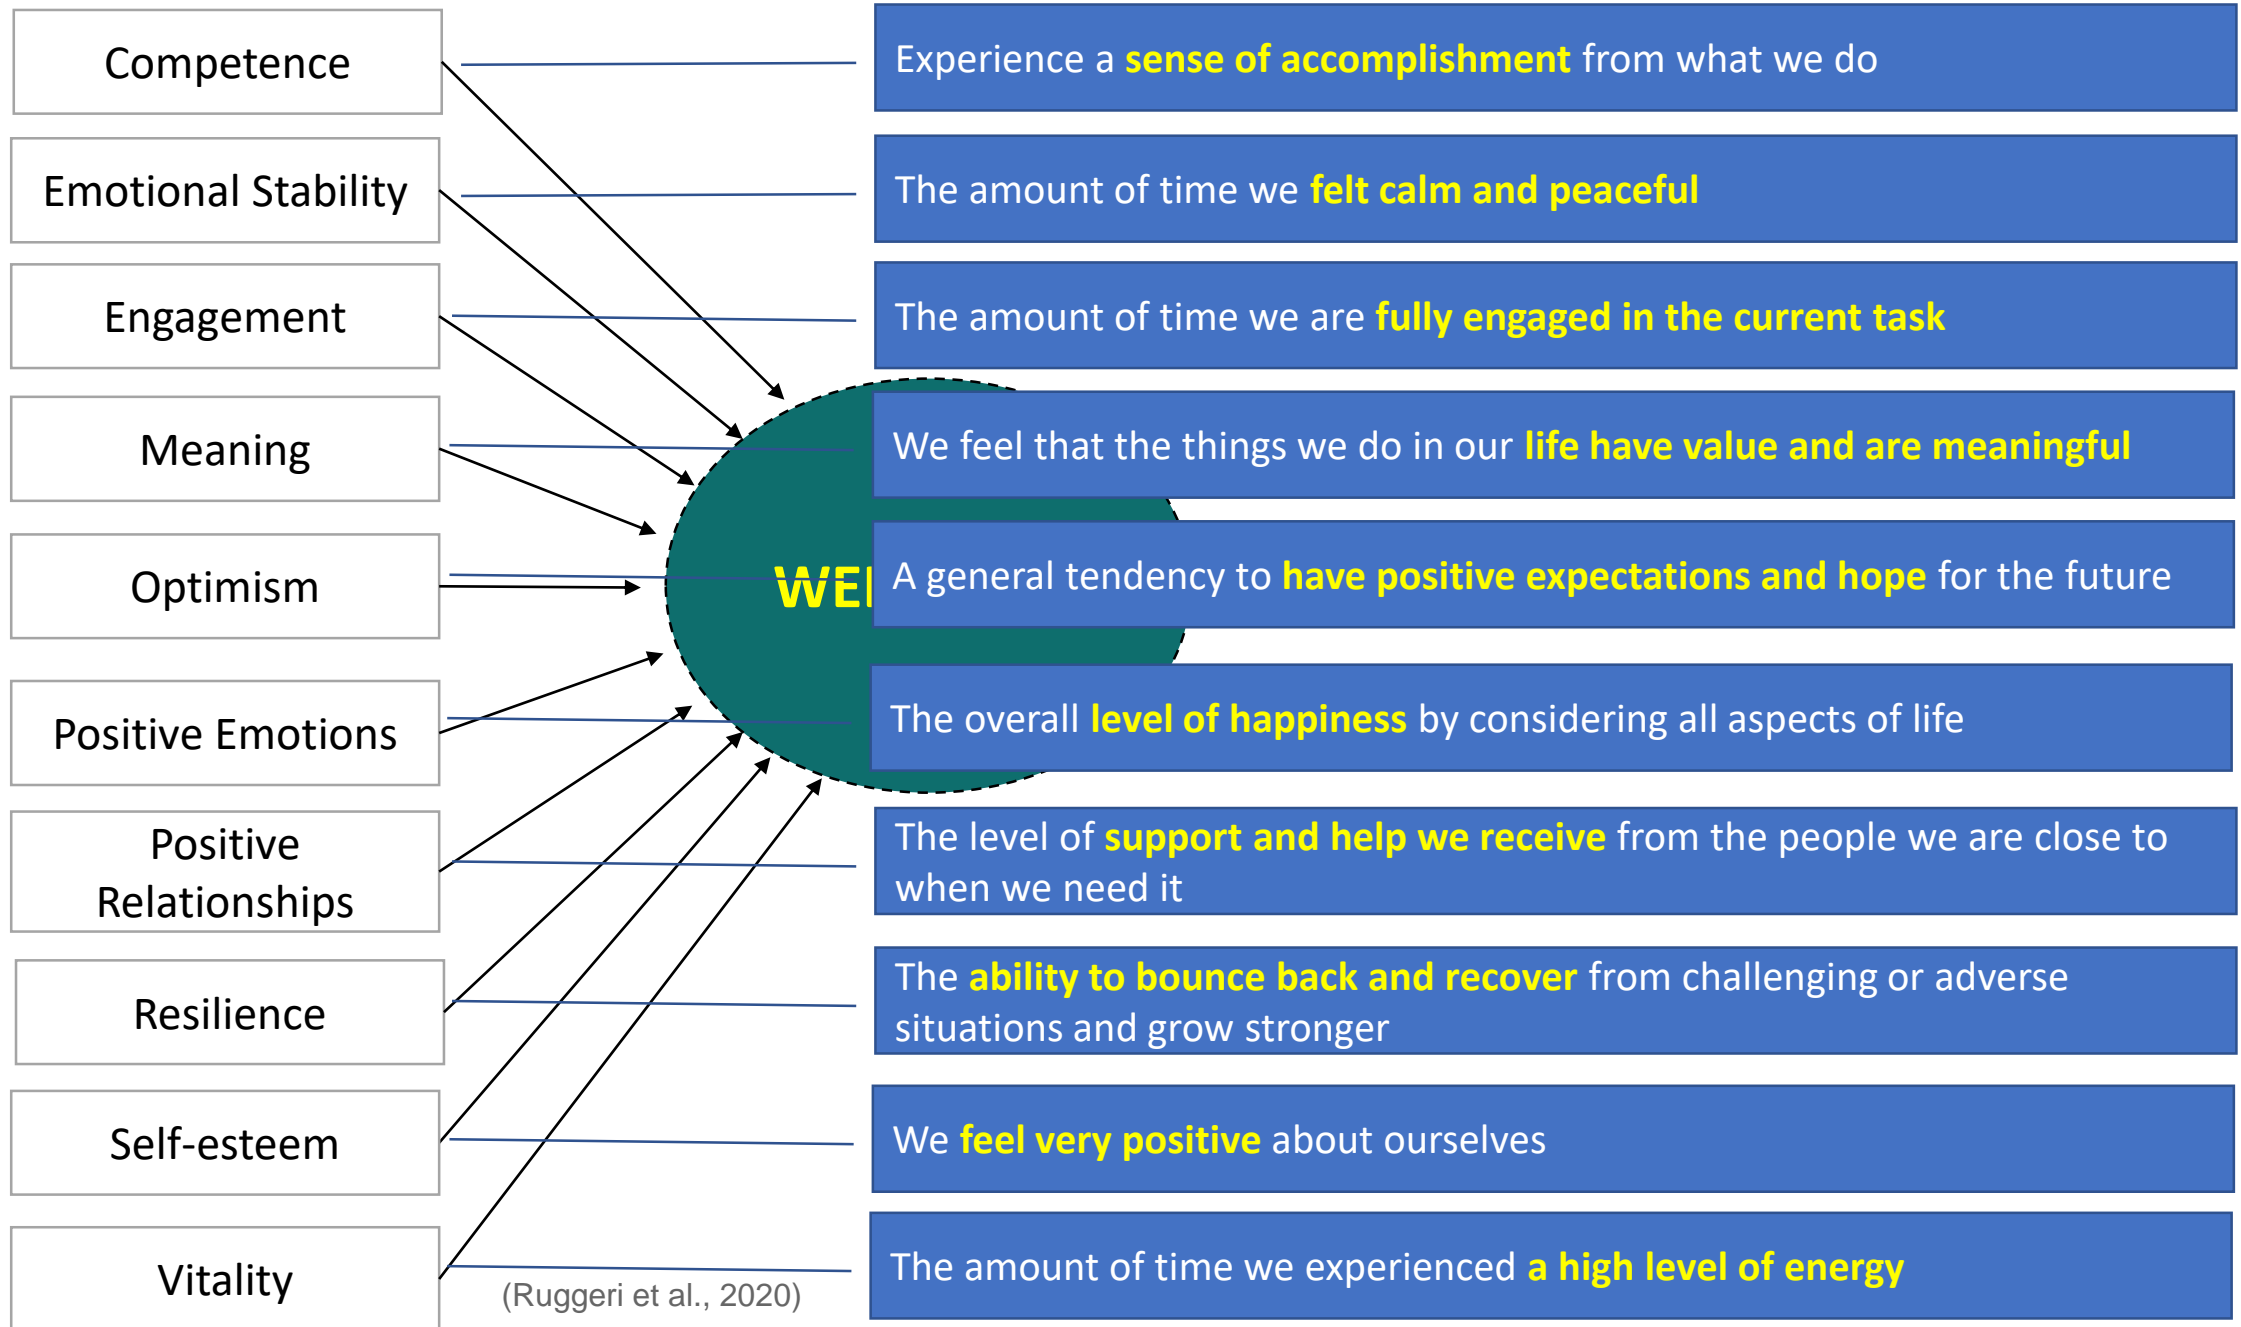 Competence
Experience a sense of accomplishment from what we do
Emotional Stability
The amount of time we felt calm and peaceful
Engagement
The amount of time we are fully engaged in the current task
Meaning
We feel that the things we do in our life have value and are meaningful
Optimism
A general tendency to have positive expectations and hope for the future
Positive Emotions
The overall level of happiness by considering all aspects of life
Positive
Relationships
The level of support and help we receive from the people we are close to
when we need it
Resilience
The ability to bounce back and recover from challenging or adverse
situations and grow stronger
Self-esteem
We feel very positive about ourselves
Vitality
The amount of time we experienced a high level of energy
(Ruggeri et al., 2020)